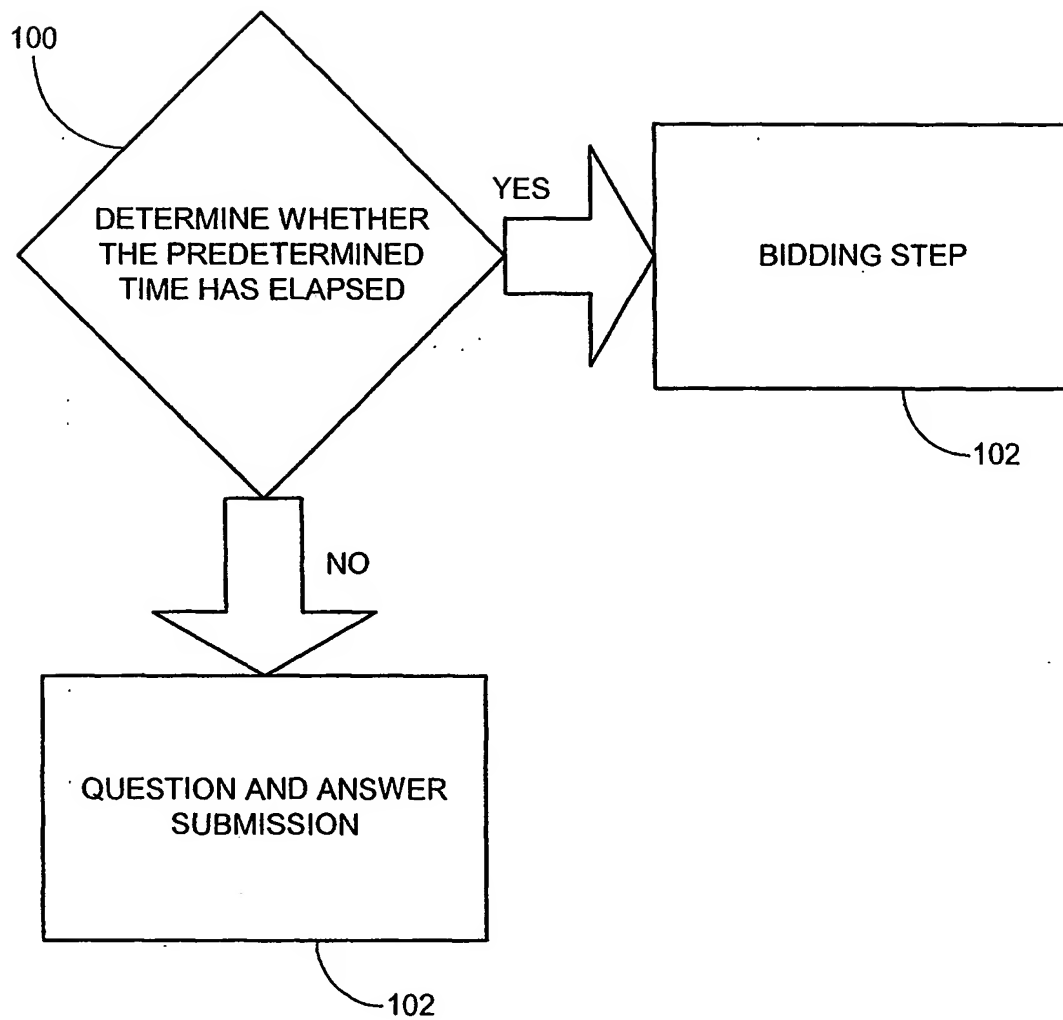 100
DETERMINE WHETHER
THE PREDETERMINED
TIME HAS ELAPSED
YES
BIDDING STEP
102
NO
QUESTION AND ANSWER
SUBMISSION
102